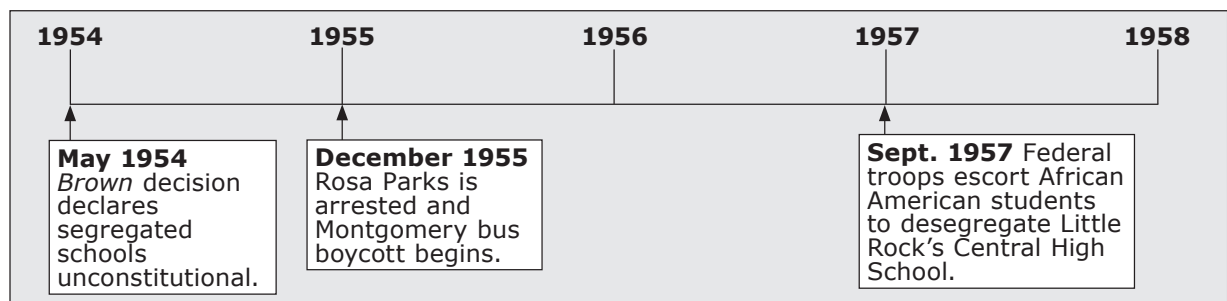 1954 1955 1956 1957 1958
May 1954
Brown decision
declares
segregated
schools
unconstitutional.
December 1955
Rosa Parks is
arrested and
Montgomery bus
boycott begins.
Sept. 1957 Federal
troops escort African
American students
to desegregate Little
Rock's Central High
School.